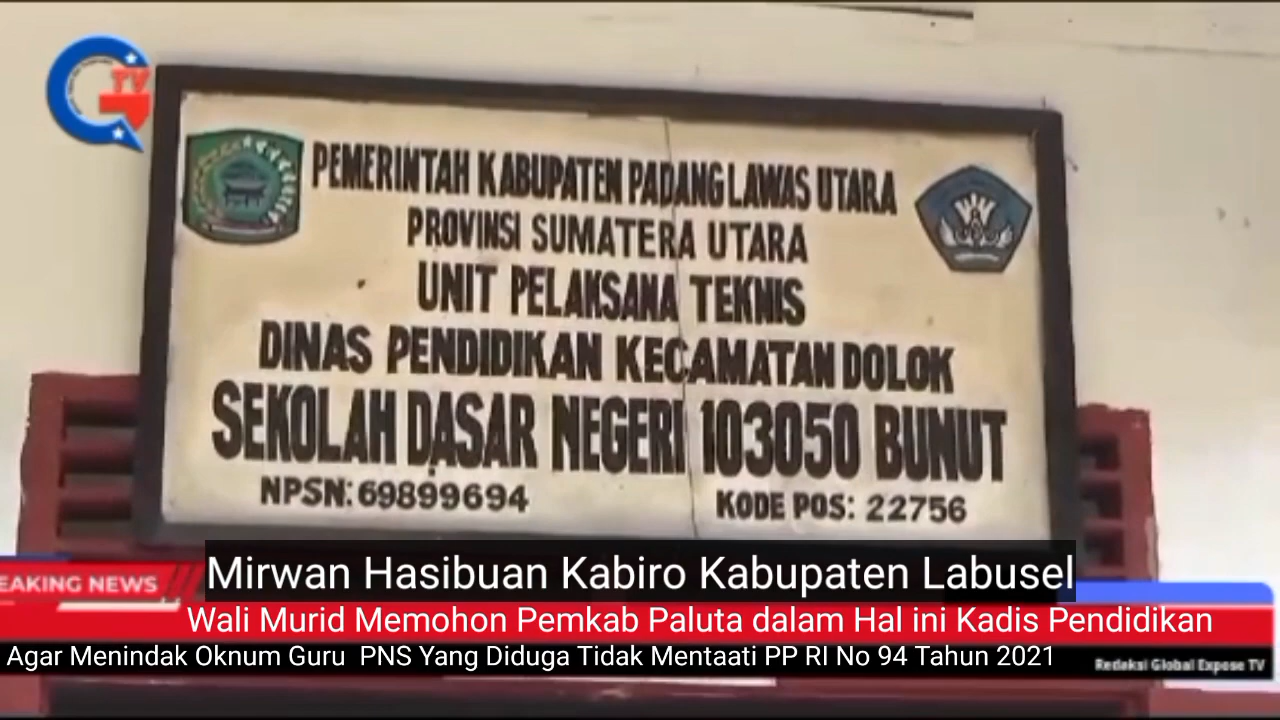 TV
PEMERINTAH KABUPATEN PADANG LAWAS UTARA
PROVINSI SUMATERA UTARA
UNIT PELAKSANA TEKNIS
DINAS PENDIDIKAN KECAMATAN DOLOK
SEKOLAH DASAR NEGERI 103050 BUNUT
NPSN: 69899694 KODE POS: 22756
Mirwan Hasibuan Kabiro Kabupaten Labusel
EAKING NEWS
Wali Murid Memohon Pemkab Paluta dalam Hal ini Kadis Pendidikan
Agar Menindak Oknum Guru PNS Yang Diduga Tidak Mentaati PP RI No 94 Tahun 2021
Redaksi Global Expose TV